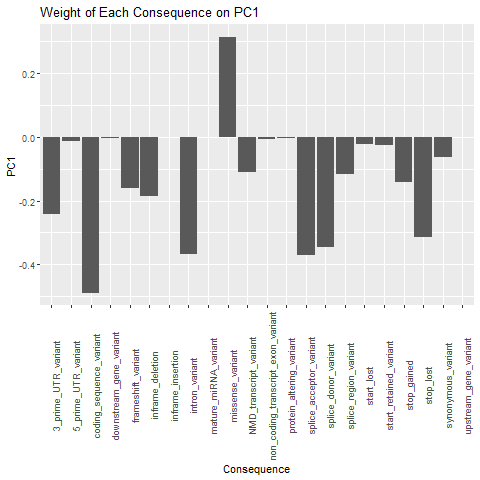 Weight of Each Consequence on PC1
PC1
0.2
0.0
-0.2
-0.4
3_prime_UTR_variant
5_prime_UTR_variant
coding_sequence_variant
downstream_gene_variant
frameshift_variant
inframe_deletion
inframe_insertion
intron_variant
mature_miRNA_variant
missense_variant
NMD_transcript_variant
non_coding_transcript_exon_variant
protein_altering_variant
splice_acceptor_variant
splice_donor_variant
splice_region_variant
start_lost
start_retained_variant
stop_gained
stop_lost
synonymous_variant
upstream_gene_variant
Consequence